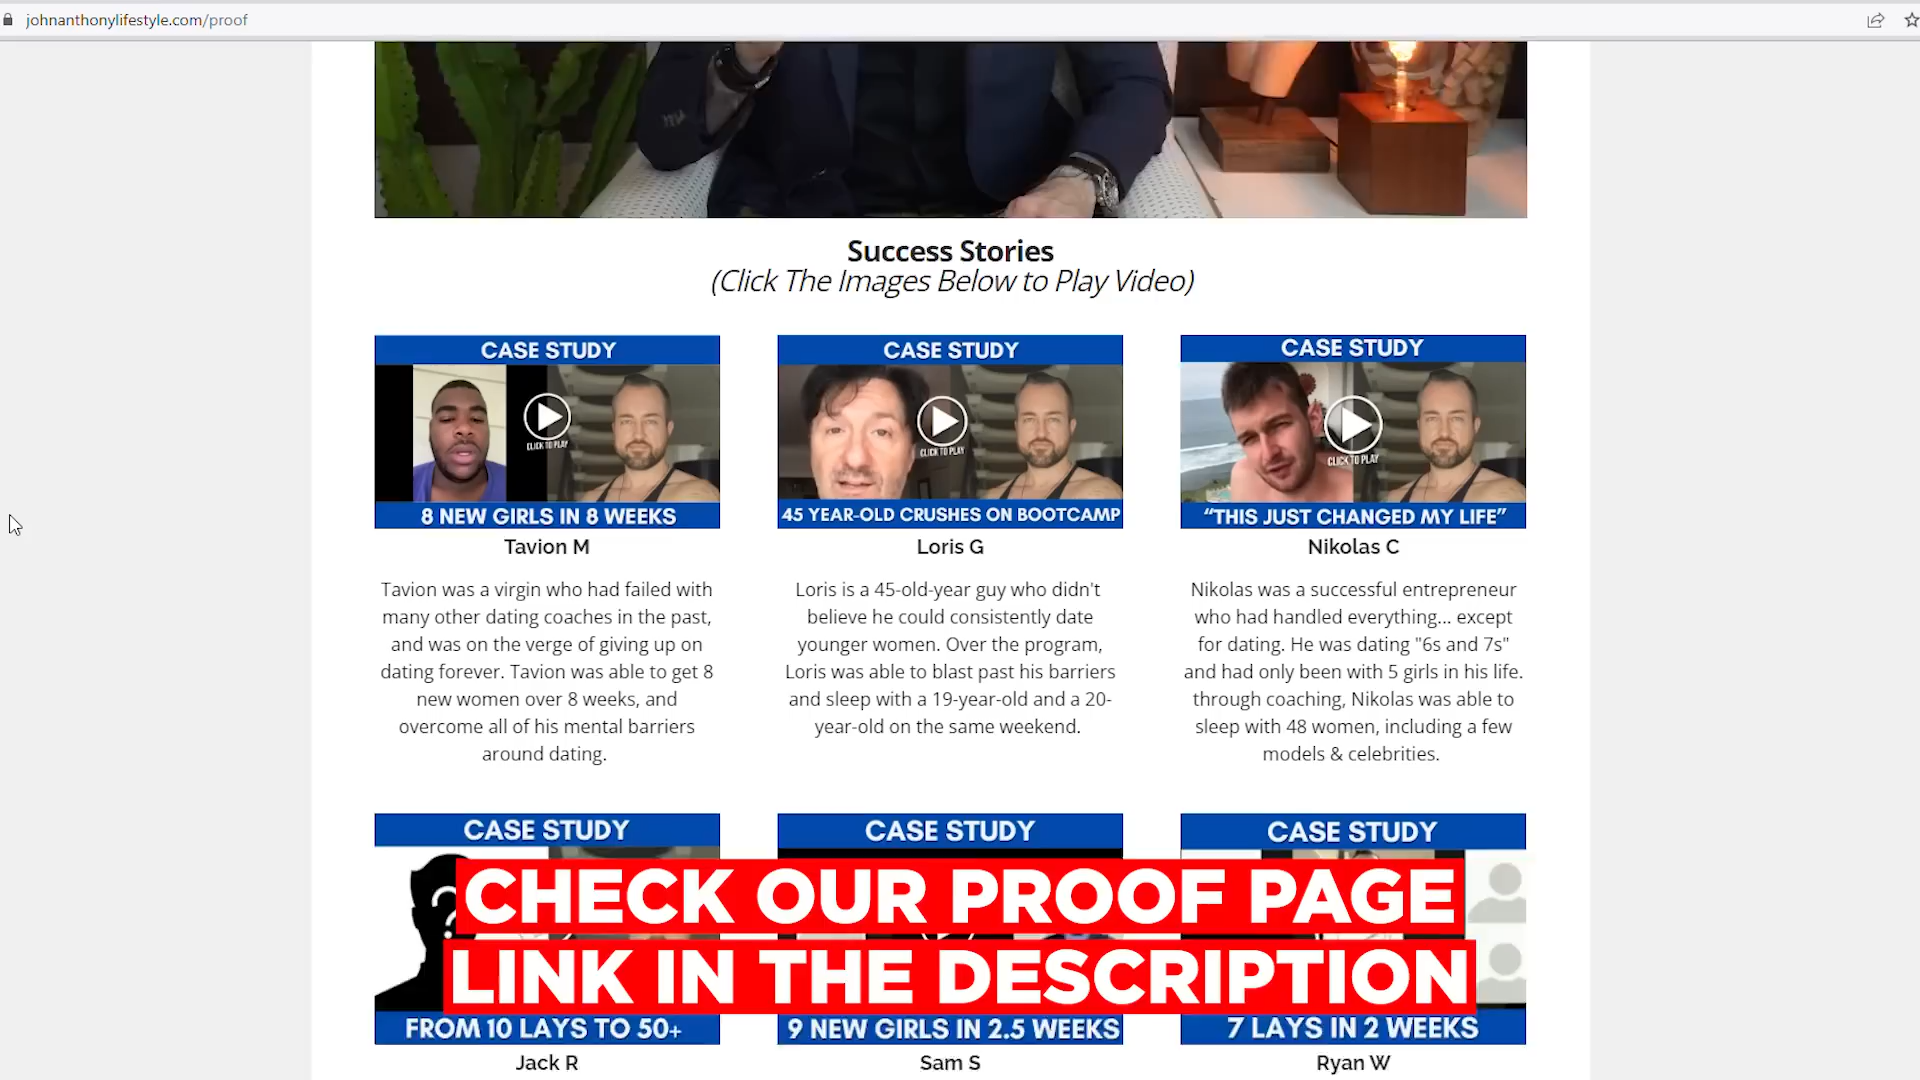 johnanthonylifestyle.com/proof
Success Stories
(Click The Images Below to Play Video)
CASE STUDY
CLICK TO PLAY
8 NEW GIRLS IN 8 WEEKS
Tavion M
Tavion was a virgin who had failed with
many other dating coaches in the past,
and was on the verge of giving up on
dating forever. Tavion was able to get 8
new women over 8 weeks, and
overcome all of his mental barriers
around dating.
CASE STUDY
CLICK TO PLAY
45 YEAR-OLD CRUSHES ON BOOTCAMP
Loris G
Loris is a 45-old-year guy who didn't
believe he could consistently date
younger women. Over the program,
Loris was able to blast past his barriers
and sleep with a 19-year-old and a 20-
year-old on the same weekend.
CASE STUDY
CLICK TO PLAY
“THIS JUST CHANGED MY LIFE”
Nikolas C
Nikolas was a successful entrepreneur
who had handled everything... except
for dating. He was dating "6s and 7s"
and had only been with 5 girls in his life.
through coaching, Nikolas was able to
sleep with 48 women, including a few
models & celebrities.
CASE STUDY
CASE STUDY
CASE STUDY
?
CHECK OUR PROOF PAGE
LINK IN THE DESCRIPTION
FROM 10 LAYS TO 50+
Jack R
9 NEW GIRLS IN 2.5 WEEKS
Sam S
7 LAYS IN 2 WEEKS
Ryan W